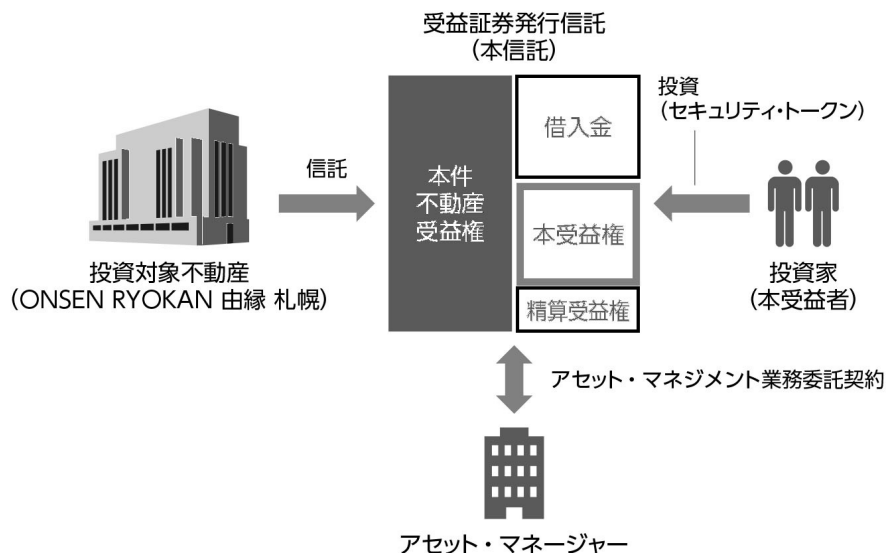 受益証券発行信託
（本信託）
投資
（セキュリティ・トークン）
借入金
信託
本件
不動産
受益権
本受益権
投資対象不動産
（ONSEN RYOKAN 由縁 札幌）
投資家
（本受益者）
精算受益権
アセット・マネジメント業務委託契約
アセット・マネージャー